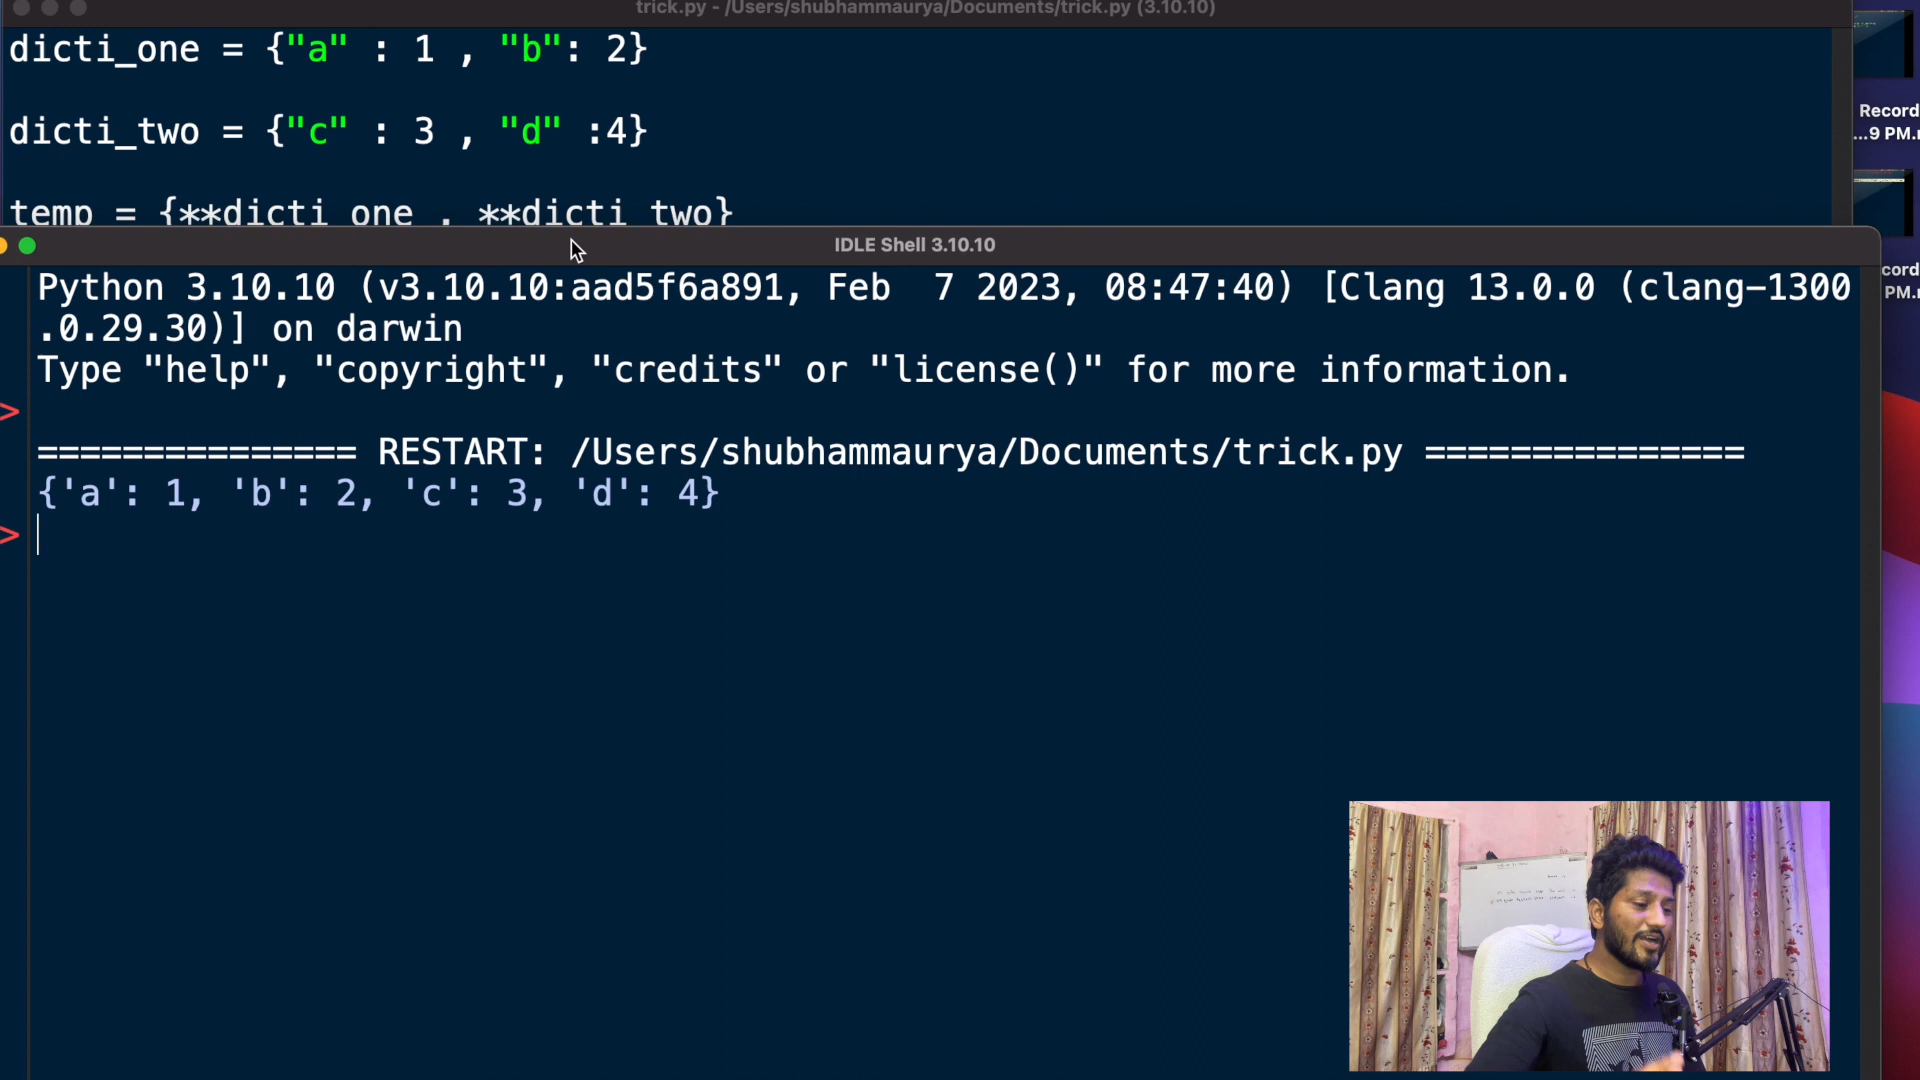 trick.py - /Users/shubhammaurya/Documents/trick.py (3.10.10)
dicti_one = {"a" : 1 , "b": 2}
dicti_two = {"c" : 3 , "d" :4}
temp = {**dicti_one , **dicti_two}
Record
...9 PM.
IDLE Shell 3.10.10
cord
PM.
Python 3.10.10 (v3.10.10:aad5f6a891, Feb  7 2023, 08:47:40) [Clang 13.0.0 (clang-1300
.0.29.30)] on darwin
Type "help", "copyright", "credits" or "license()" for more information.
>
=============== RESTART: /Users/shubhammaurya/Documents/trick.py ===============
{'a': 1, 'b': 2, 'c': 3, 'd': 4}
>